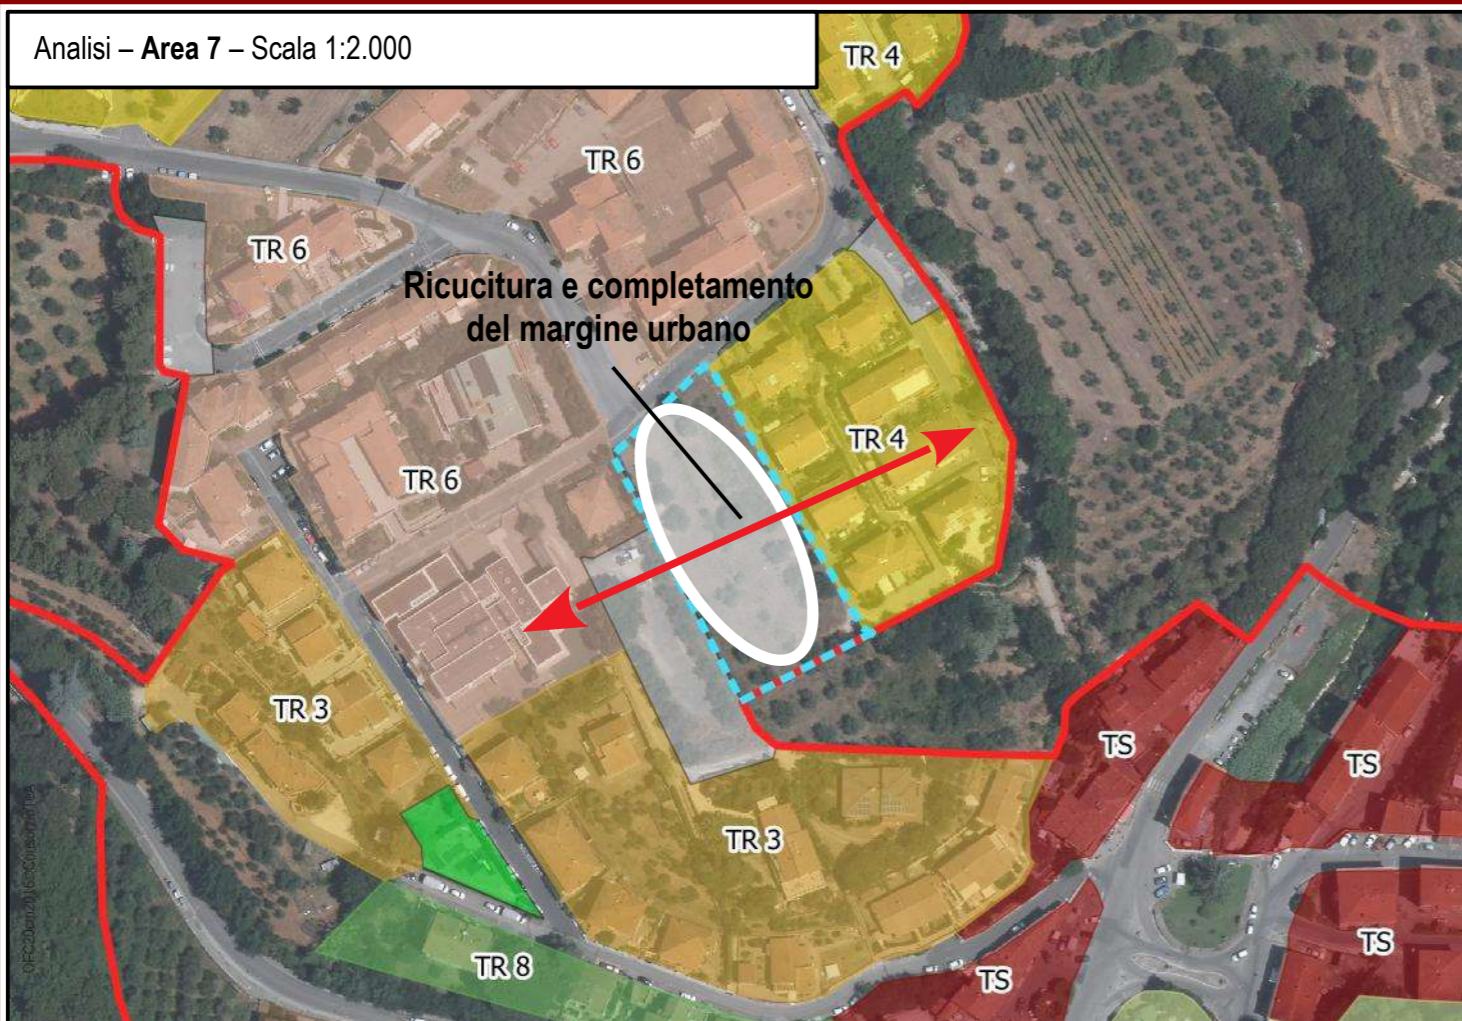 Analisi – Area 7 – Scala 1:2.000
TR 4
TR 6
TR 6
Ricucitura e completamento
del margine urbano
TR 4
TR 6
TR 3
TS
TS
TR 3
TS
TR 8
TS